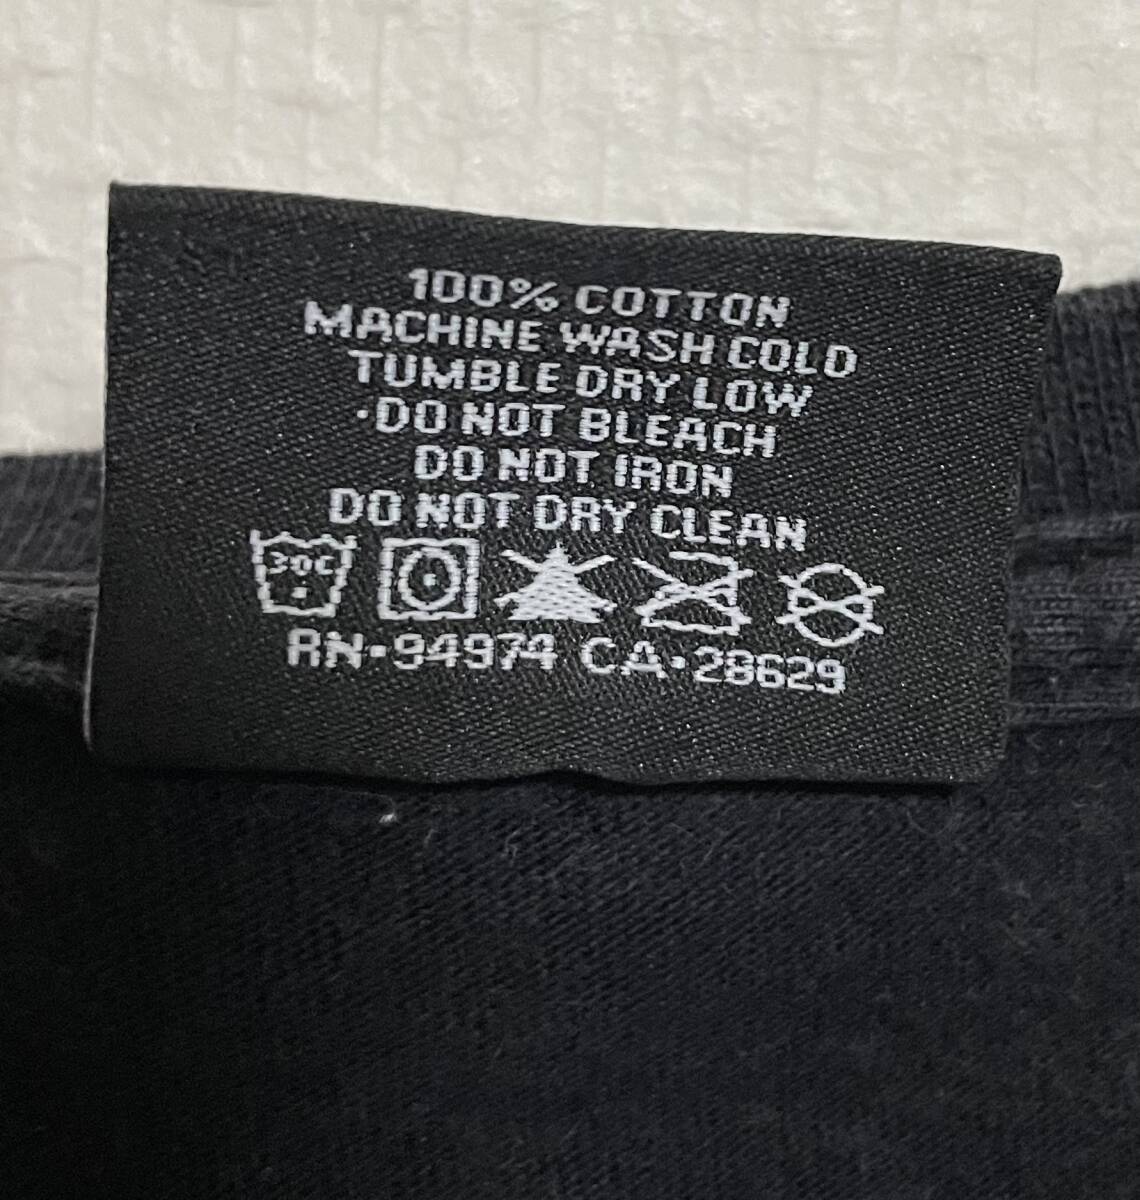 100% COTTON
MACHINE WASH COLD
TUMBLE DRY LOW
·DO NOT BLEACH
DO NOT IRON
DO NOT DRY CLEAN
30C
RN·94974 CA·28629